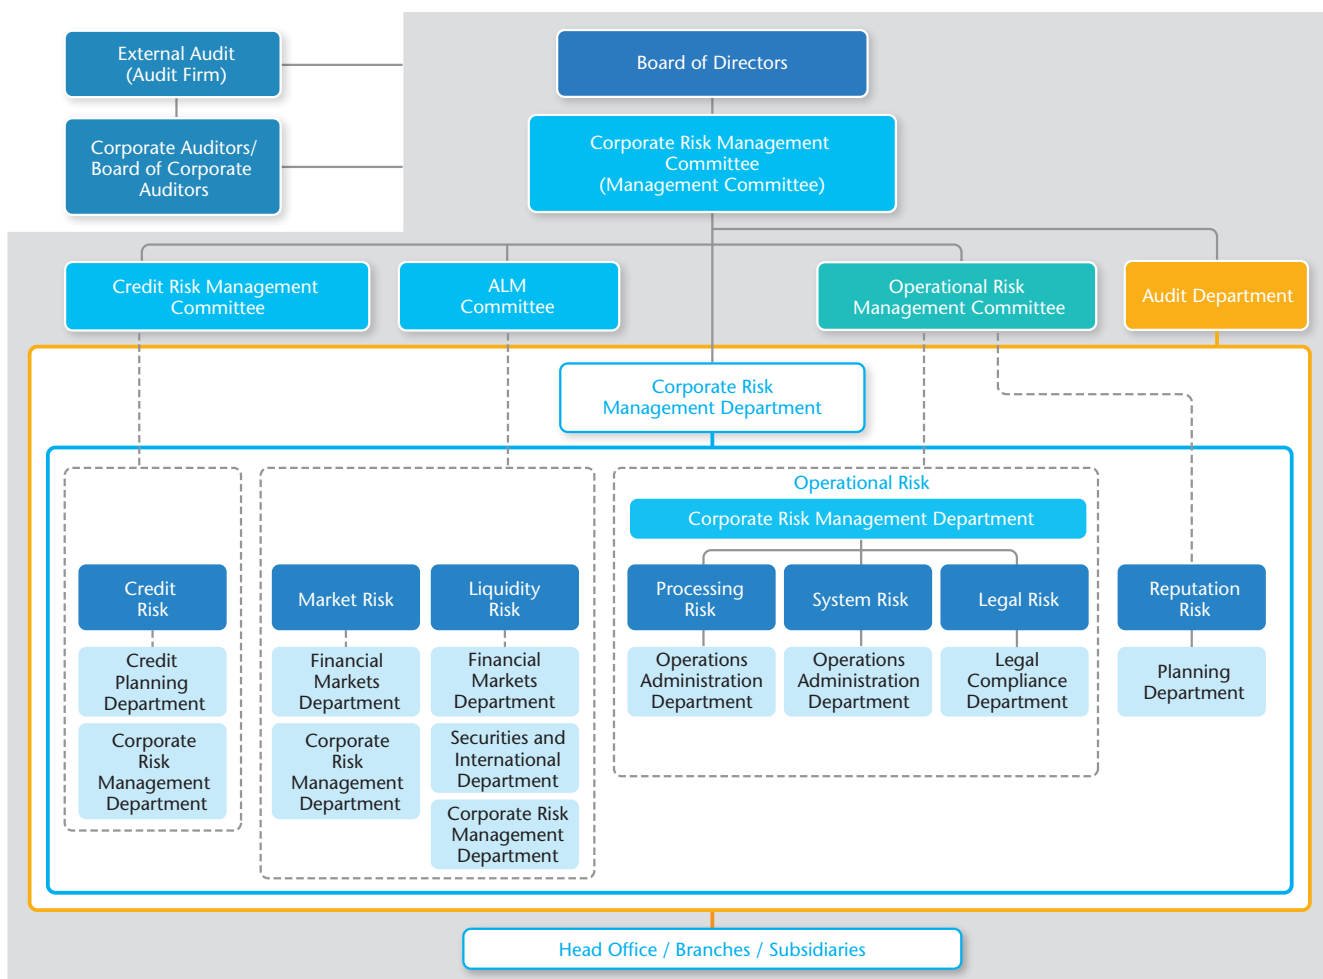 External Audit
(Audit Firm)
Board of Directors
Corporate Auditors/
Board of Corporate
Auditors
Corporate Risk Management
Committee
(Management Committee)
Credit Risk Management
Committee
ALM
Committee
Operational Risk
Management Committee
Audit Department
Corporate Risk
Management Department
Operational Risk
Corporate Risk Management Department
Credit
Risk
Market Risk
Liquidity
Risk
Processing
Risk
System Risk
Legal Risk
Reputation
Risk
Credit
Planning
Department
Financial
Markets
Department
Financial
Markets
Department
Operations
Administration
Department
Operations
Administration
Department
Legal
Compliance
Department
Planning
Department
Corporate
Risk
Management
Department
Corporate
Risk
Management
Department
Securities and
International
Department
Corporate Risk
Management
Department
Head Office / Branches / Subsidiaries